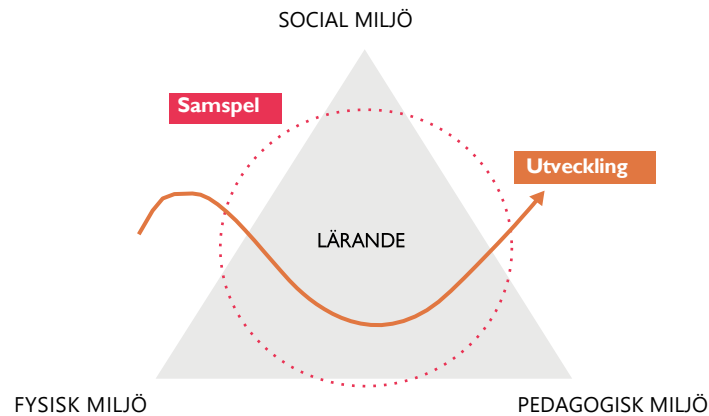 SOCIAL MILJÖ
Samspel
Utveckling
LÄRANDE
FYSISK MILJÖ
PEDAGOGISK MILJÖ